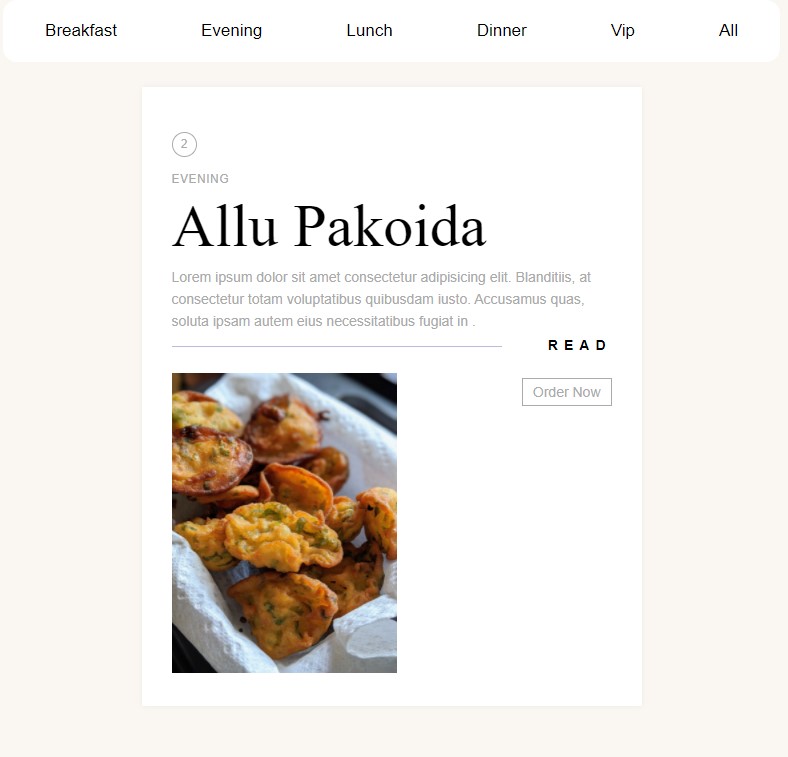 Breakfast Evening Lunch Dinner Vip All
2
EVENING
Allu Pakoida
Lorem ipsum dolor sit amet consectetur adipisicing elit. Blanditiis, at
consectetur totam voluptatibus quibusdam iusto. Accusamus quas,
soluta ipsam autem eius necessitatibus fugiat in .
READ
Order Now